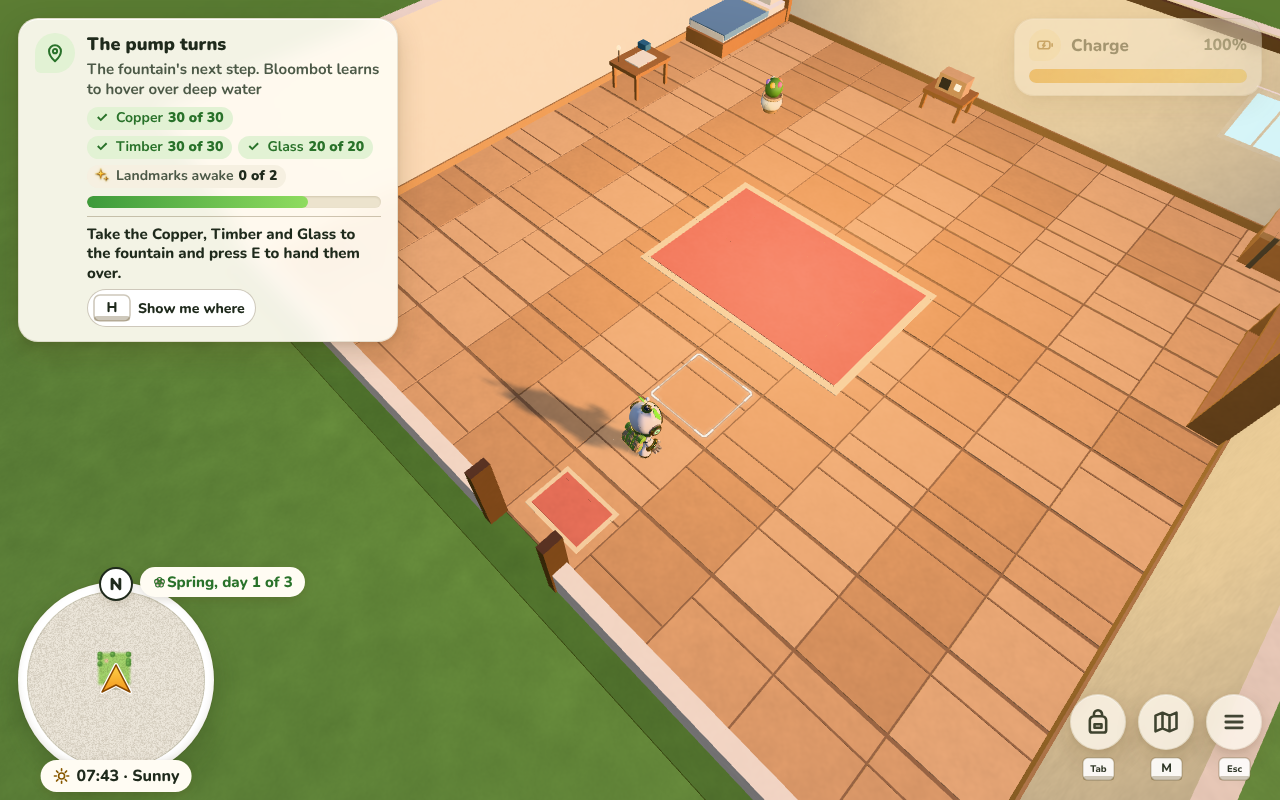 The pump turns
The fountain's next step. Bloombot learns
to hover over deep water
Copper 30 of 30
Timber 30 of 30
Glass 20 of 20
Landmarks awake 0 of 2
Take the Copper, Timber and Glass to
the fountain and press E to hand them
over.
H Show me where
Charge 100%
N
Spring, day 1 of 3
07:43 · Sunny
Tab
M
Esc